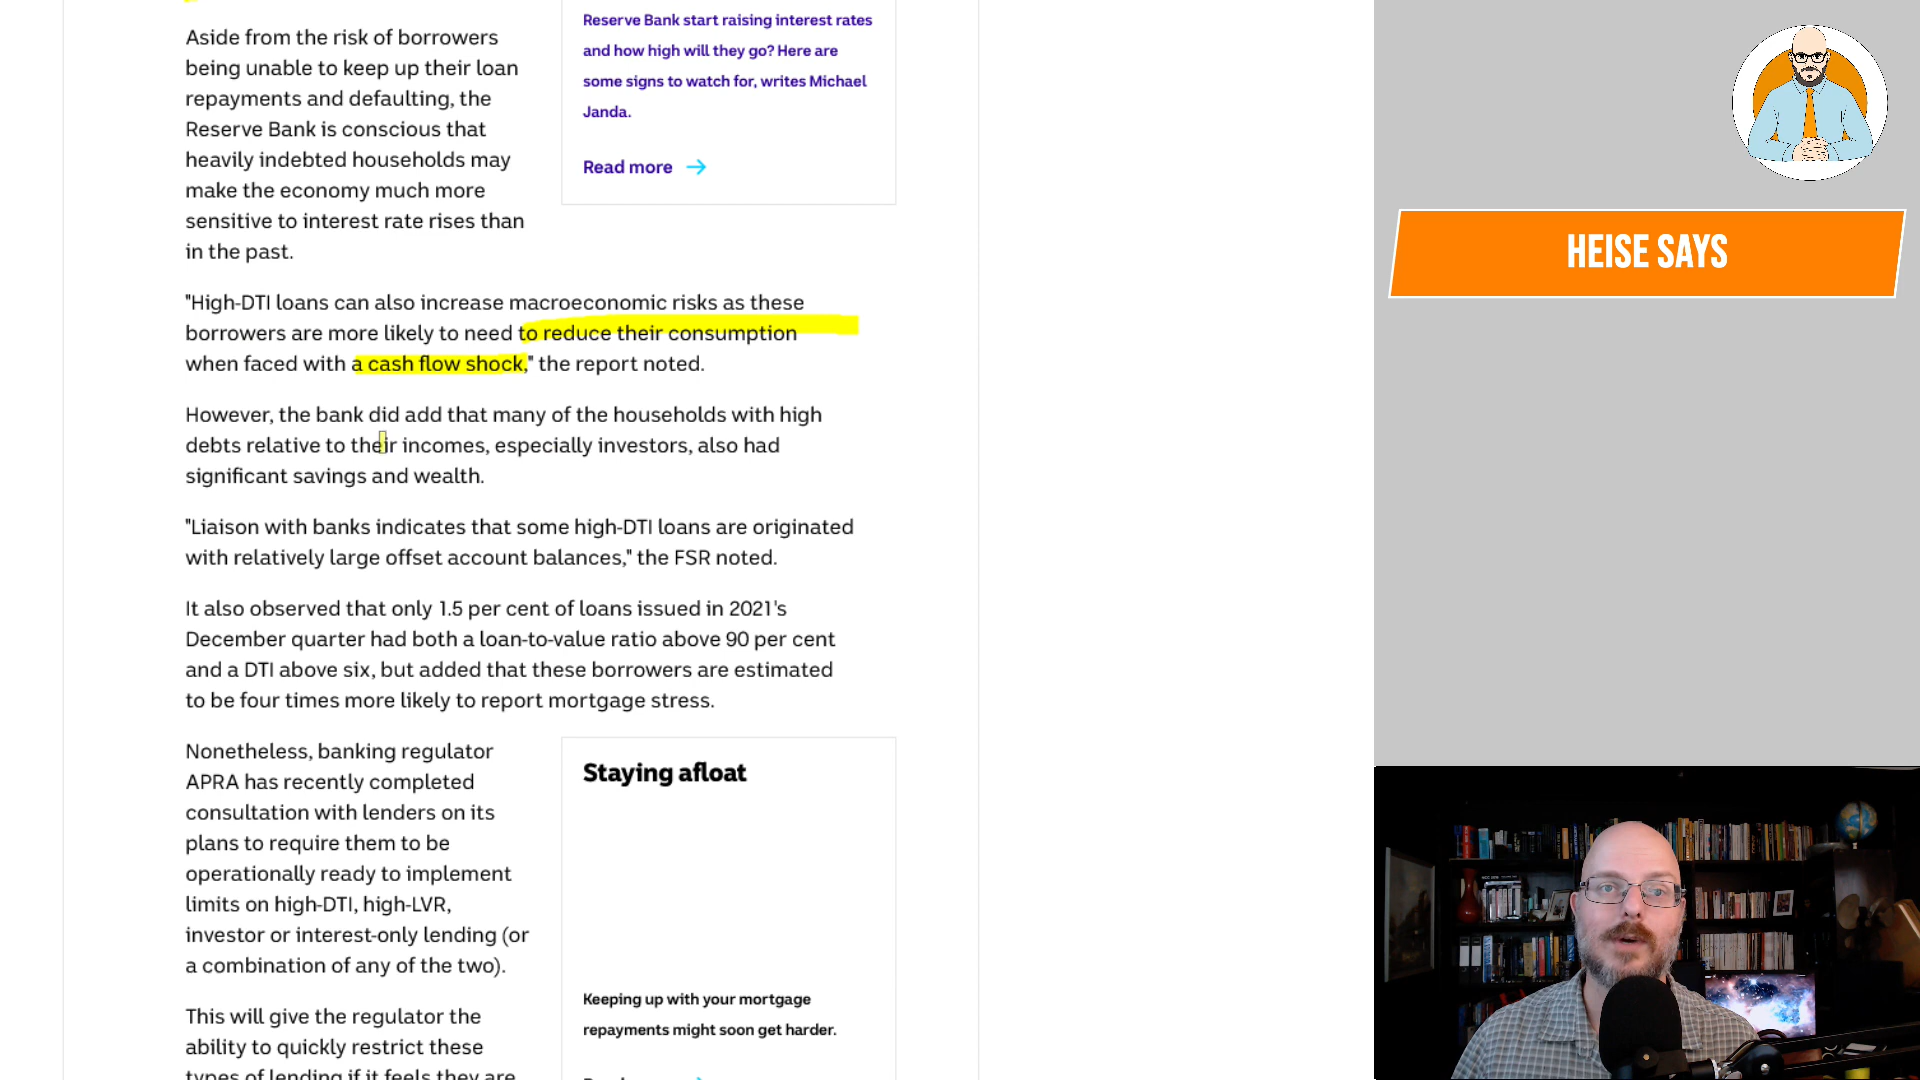 Aside from the risk of borrowers
being unable to keep up their loan
repayments and defaulting, the
Reserve Bank is conscious that
heavily indebted households may
make the economy much more
sensitive to interest rate rises than
in the past.
Reserve Bank start raising interest rates
and how high will they go? Here are
some signs to watch for, writes Michael
Janda.
Read more
HEISE SAYS
"High-DTI loans can also increase macroeconomic risks as these
borrowers are more likely to need to reduce their consumption
when faced with a cash flow shock," the report noted.
However, the bank did add that many of the households with high
debts relative to their incomes, especially investors, also had
significant savings and wealth.
"Liaison with banks indicates that some high-DTI loans are originated
with relatively large offset account balances," the FSR noted.
It also observed that only 1.5 per cent of loans issued in 2021's
December quarter had both a loan-to-value ratio above 90 per cent
and a DTI above six, but added that these borrowers are estimated
to be four times more likely to report mortgage stress.
Nonetheless, banking regulator
APRA has recently completed
consultation with lenders on its
plans to require them to be
operationally ready to implement
limits on high-DTI, high-LVR,
investor or interest-only lending (or
a combination of any of the two).
This will give the regulator the
ability to quickly restrict these
types of lending if it feels they are
Staying afloat
Keeping up with your mortgage
repayments might soon get harder.